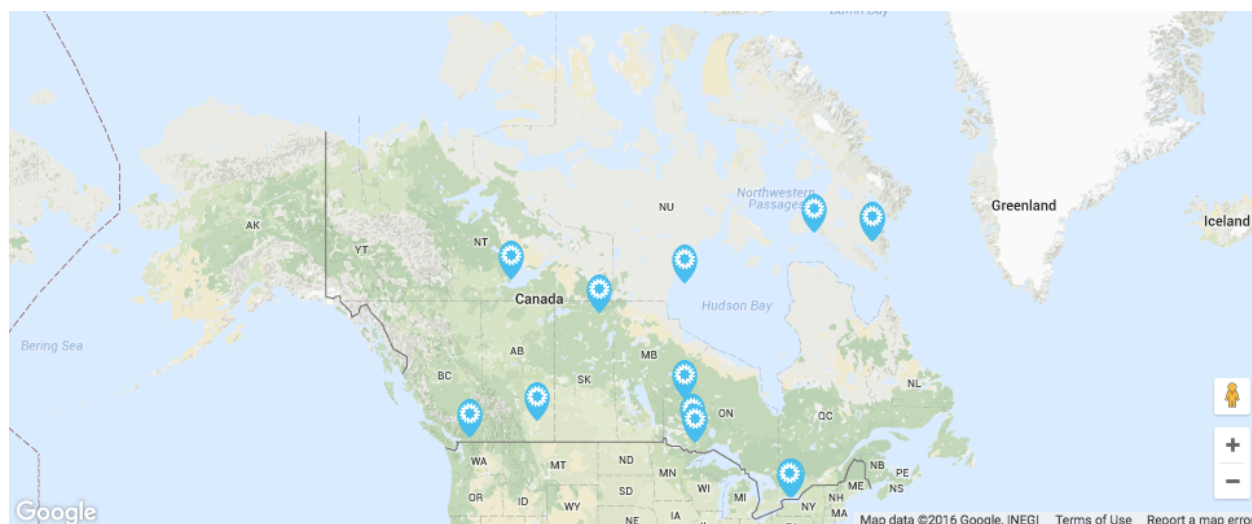 Baffin Bay
NU
Northwestern
Passages
Greenland
Iceland
AK
YT
NT
Canada
Hudson Bay
Bering Sea
AB
MB
BC
SK
NL
ON
QC
WA
MT
ND
NB
PE
MN
ME
NS
OR
ID
SD
WI
MI
NY
NH
WY
MA
NE
IA
Google
Map data ©2016 Google, INEGI Terms of Use Report a map erro